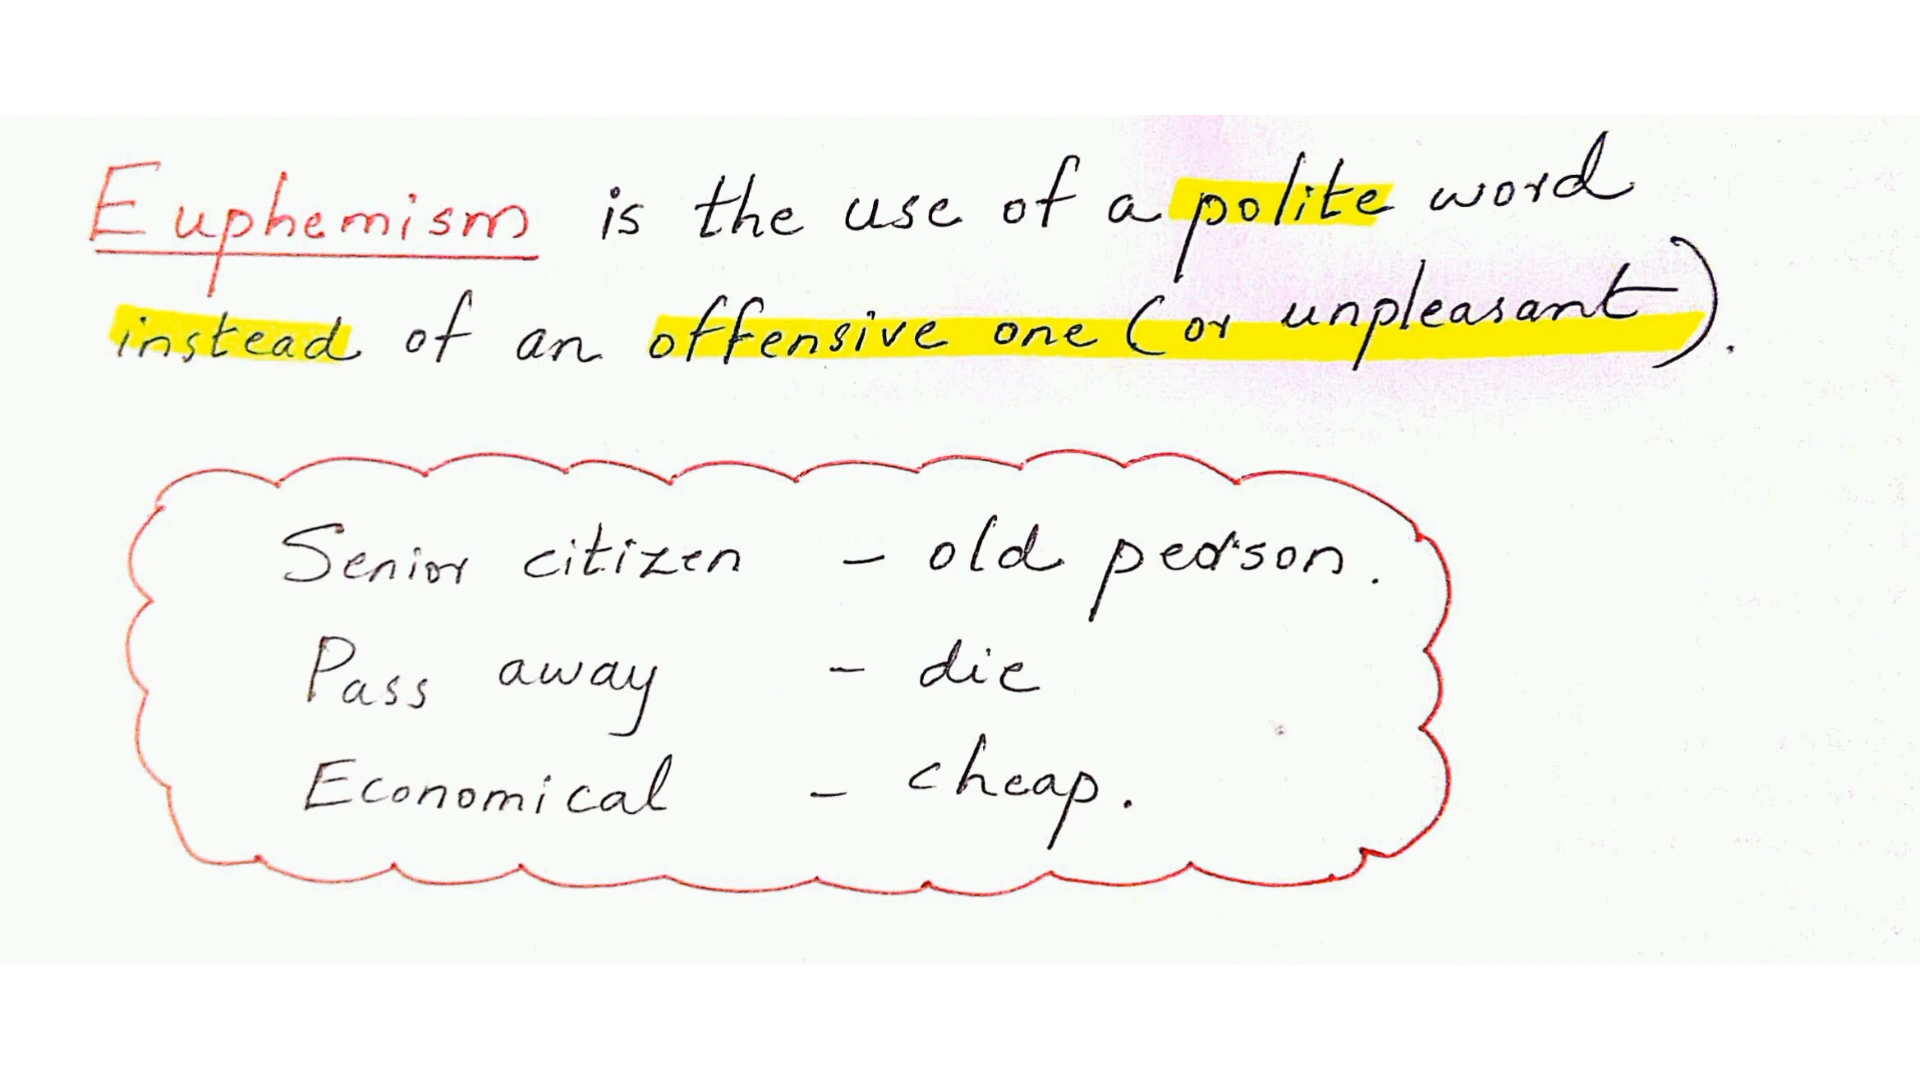 Euphemism is the use of a polite word
instead of an offensive one (or unpleasant).
Senior citizen - old person.
Pass away - die
Economical - cheap.